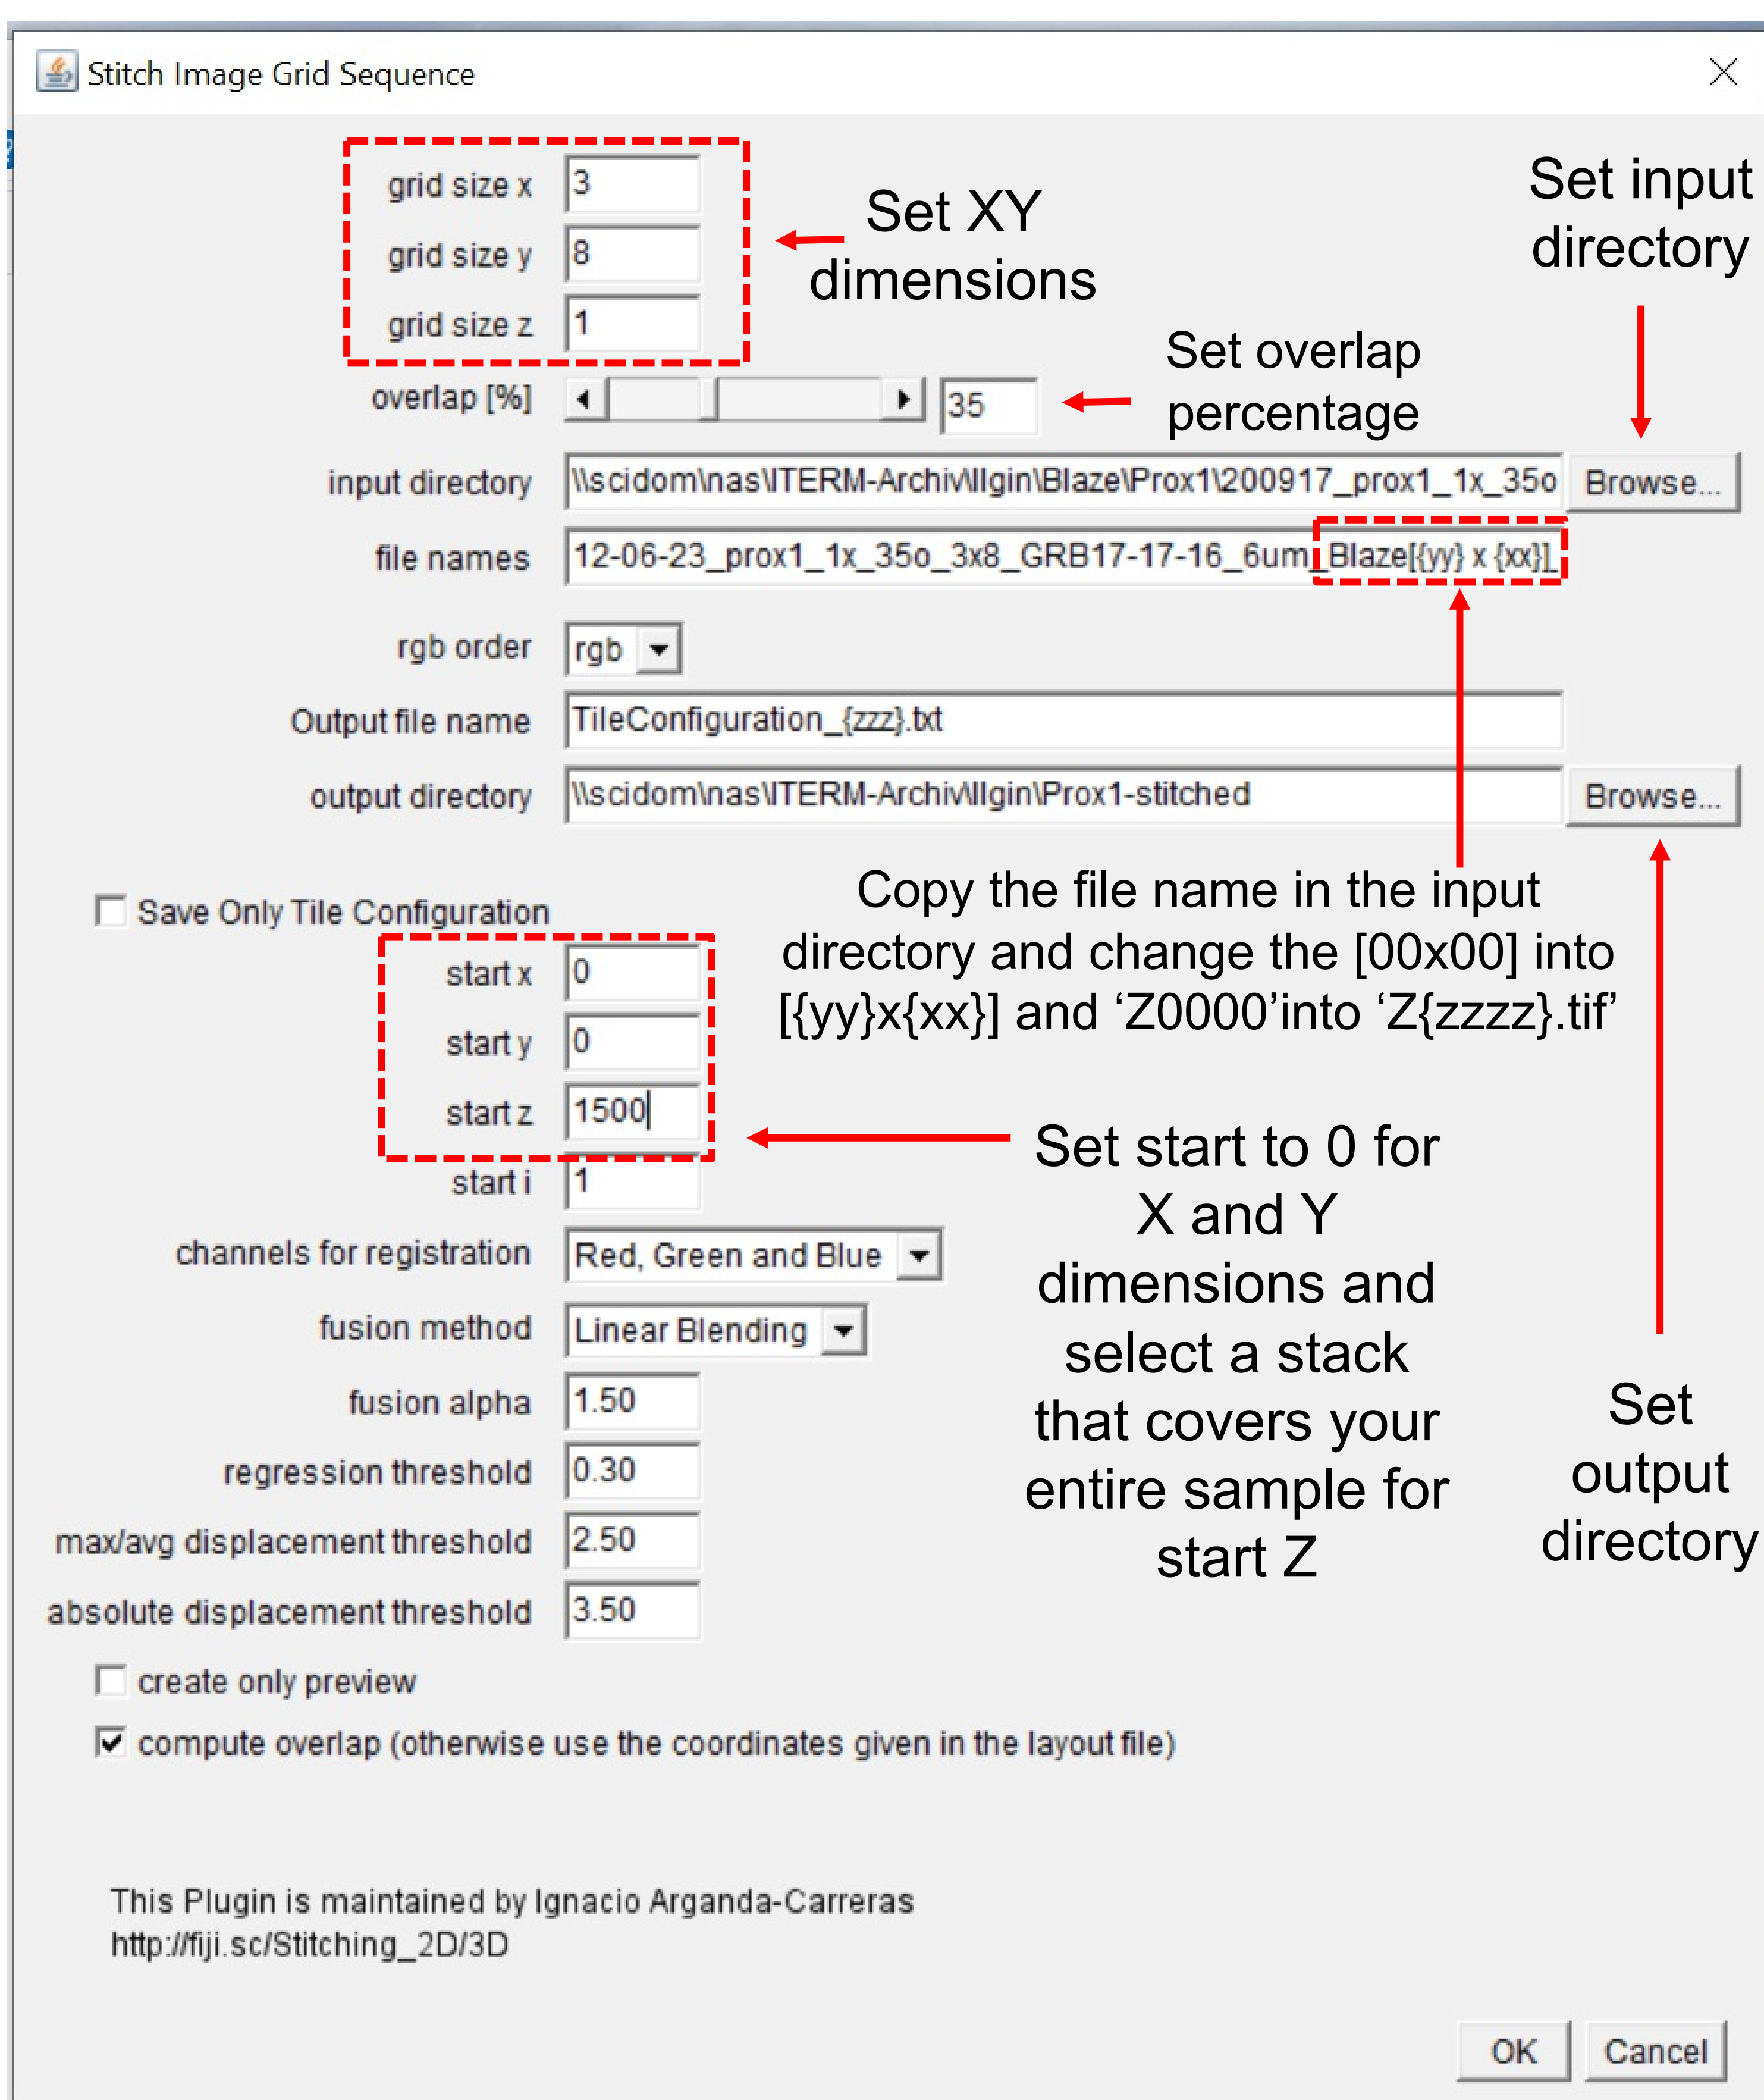 Stitch Image Grid Sequence
grid size x 3
grid size y 8
grid size z 1
Set XY
dimensions
Set input
directory
overlap [%] 35
Set overlap
percentage
input directory \\scidom\nas\ITERM-Archiv\Ilgin\Blaze\Prox1\200917_prox1_1x_35o Browse...
file names 12-06-23_prox1_1x_35o_3x8_GRB17-17-16_6um_Blaze[{yy} x {xx}]_
rgb order rgb
Output file name TileConfiguration_{zzz}.txt
output directory \\scidom\nas\ITERM-Archiv\Ilgin\Prox1-stitched Browse...
Copy the file name in the input
directory and change the [00x00] into
[{yy}x{xx}] and ‘Z0000’into ‘Z{zzzz}.tif’
Save Only Tile Configuration
start x 0
start y 0
start z 1500
start i 1
Set start to 0 for
X and Y
dimensions and
select a stack
that covers your
entire sample for
start Z
Set
output
directory
channels for registration Red, Green and Blue
fusion method Linear Blending
fusion alpha 1.50
regression threshold 0.30
max/avg displacement threshold 2.50
absolute displacement threshold 3.50
create only preview
compute overlap (otherwise use the coordinates given in the layout file)
This Plugin is maintained by Ignacio Arganda-Carreras
http://fiji.sc/Stitching_2D/3D
OK Cancel